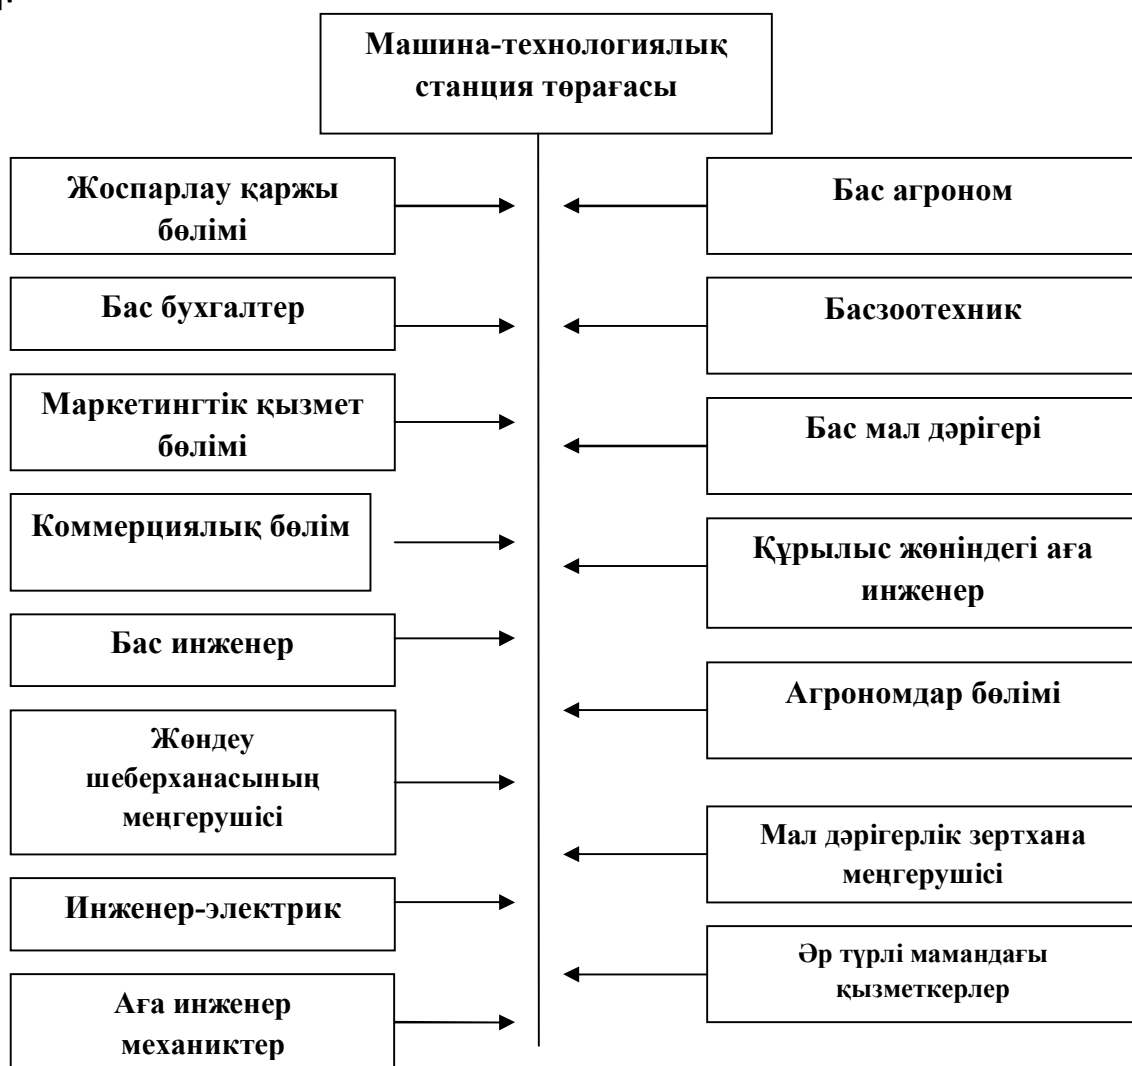 Машина-технологиялық
станция төрағасы
Жоспарлау қаржы
бөлімі
Бас бухгалтер
Маркетингтік қызмет
бөлімі
Коммерциялық бөлім
Бас инженер
Жөндеу
шеберханасының
меңгерушісі
Инженер-электрик
Аға инженер
механиктер
Бас агроном
Басзоотехник
Бас мал дәрігері
Құрылыс жөніндегі аға
инженер
Агрономдар бөлімі
Мал дәрігерлік зертхана
меңгерушісі
Әр түрлі мамандағы
қызметкерлер